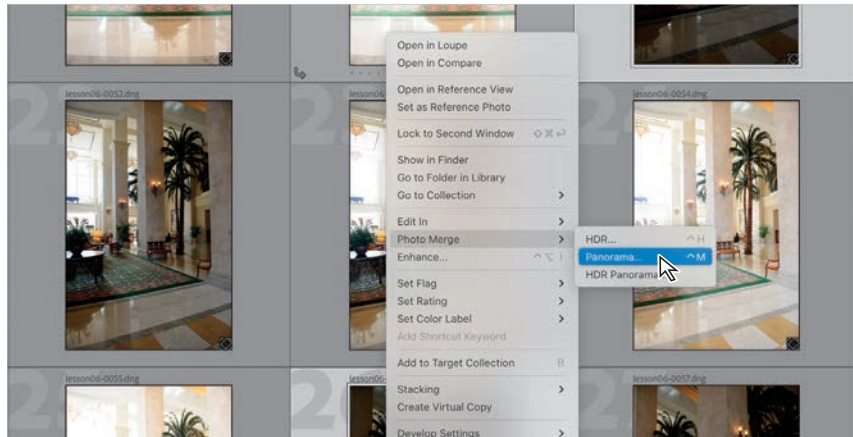 Open in Loupe
Open in Compare
lesson06-0052.dng
lesson06
lesson06-0054.dng
Open in Reference View
Set as Reference Photo
Lock to Second Window ⇧⌘⏎
Show in Finder
Go to Folder in Library
Go to Collection >
Edit In >
Photo Merge >
HDR... ^H
Enhance... ^⌥I
Panorama... ^M
HDR Panorama
Set Flag >
Set Rating >
Set Color Label >
Add Shortcut Keyword
Add to Target Collection B
lesson06-0055.dng
lesson06-
lesson06-0057.dng
Stacking >
Create Virtual Copy
Develop Settings >